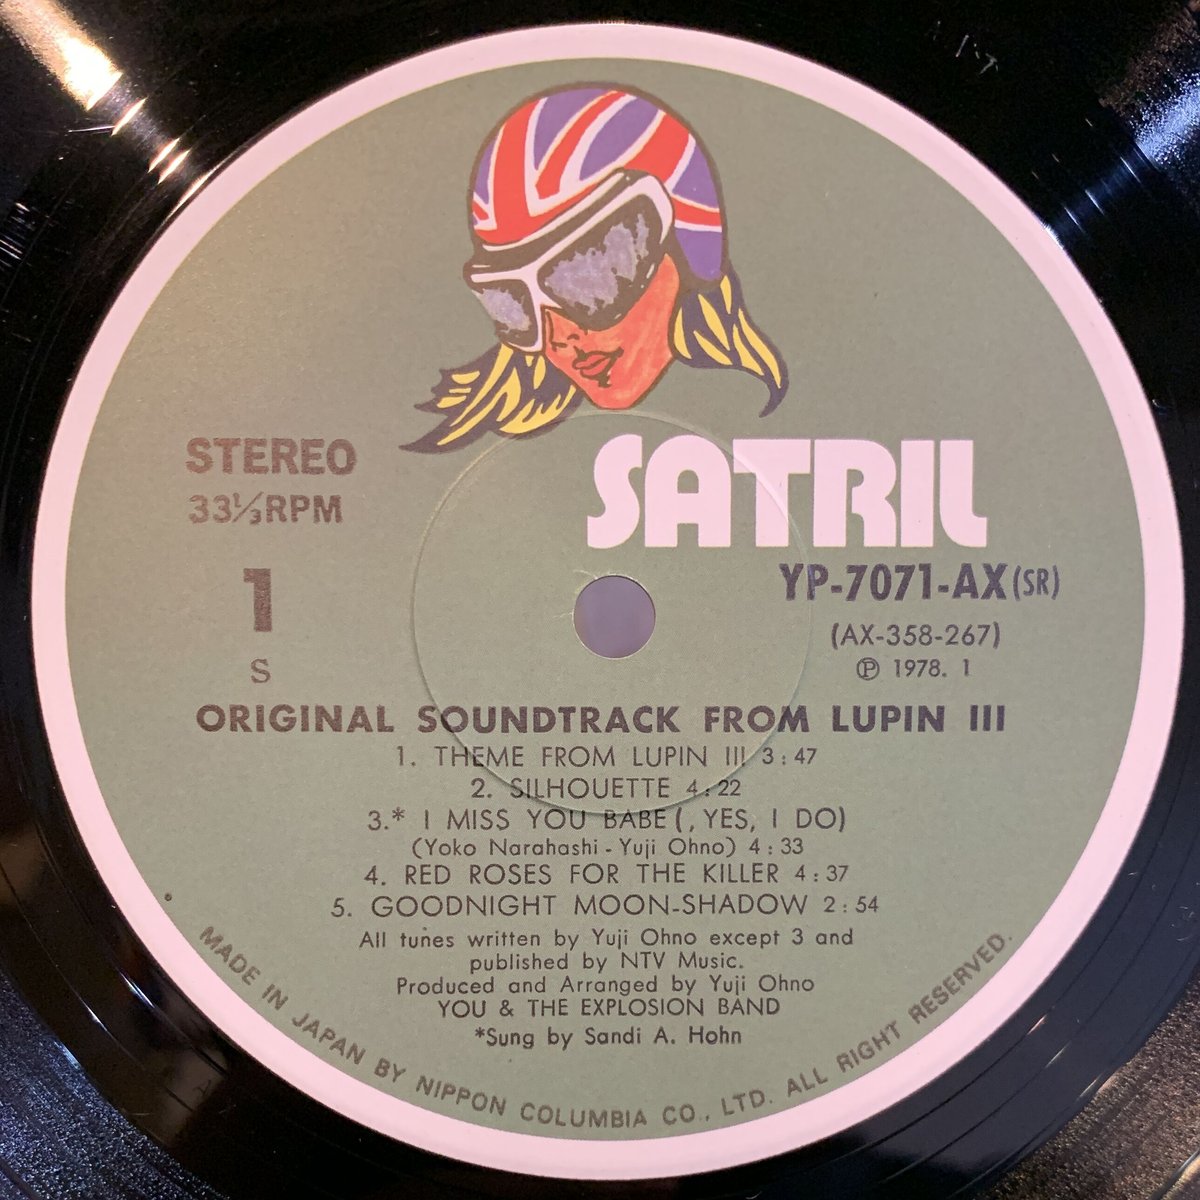 SATRIL
STEREO
33⅓RPM
1
S
YP-7071-AX(SR)
(AX-358-267)
℗ 1978. 1
ORIGINAL SOUNDTRACK FROM LUPIN III
1. THEME FROM LUPIN III 3:47
2. SILHOUETTE 4:22
3.* I MISS YOU BABE(, YES, I DO)
(Yoko Narahashi-Yuji Ohno) 4:33
4. RED ROSES FOR THE KILLER 4:37
5. GOODNIGHT MOON-SHADOW 2:54
All tunes written by Yuji Ohno except 3 and
published by NTV Music.
Produced and Arranged by Yuji Ohno
YOU & THE EXPLOSION BAND
*Sung by Sandi A. Hohn
MADE IN JAPAN BY NIPPON COLUMBIA CO., LTD. ALL RIGHT RESERVED.